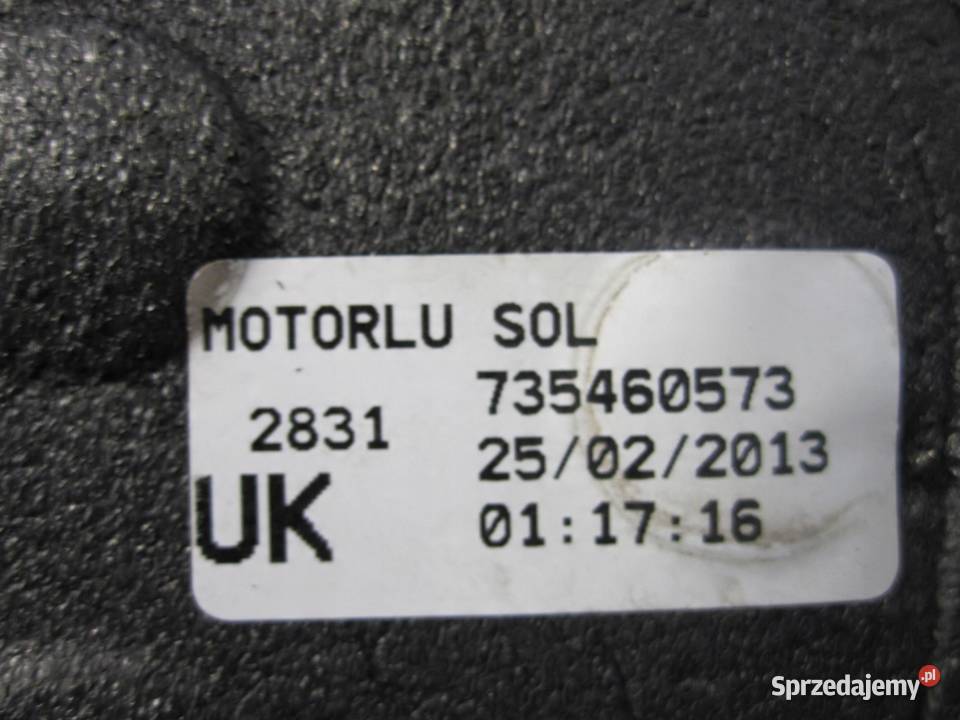 MOTORLU SOL
735460573
2831
25/02/2013
UK
01:17:16
Sprzedajemy.pl